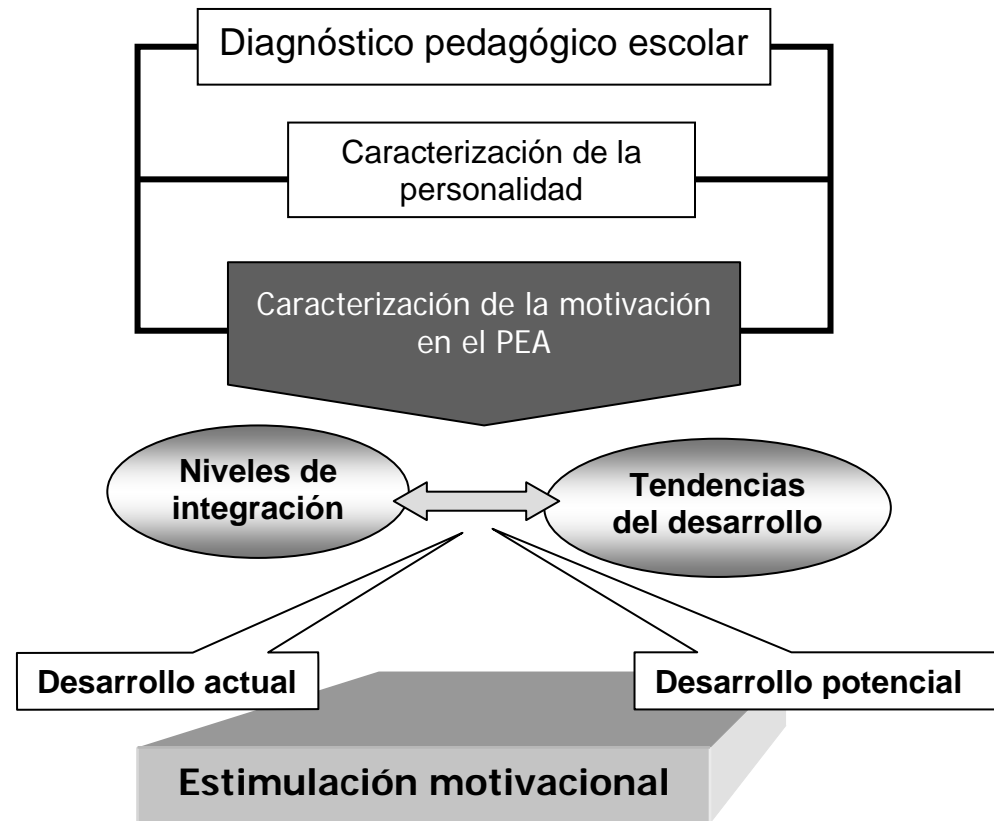 Diagnóstico pedagógico escolar
Caracterización de la
personalidad
Caracterización de la motivación
en el PEA
Niveles de
integración
Tendencias
del desarrollo
Desarrollo actual
Desarrollo potencial
Estimulación motivacional